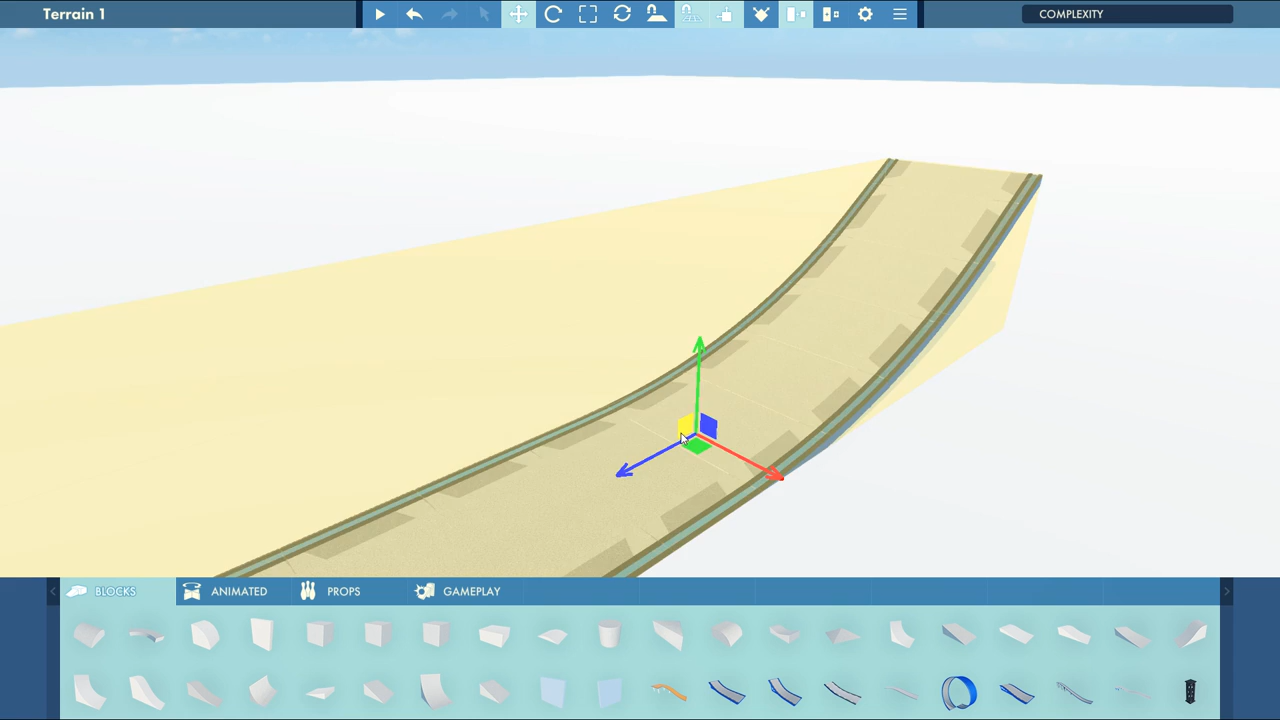 Terrain 1
COMPLEXITY
BLOCKS
ANIMATED
PROPS
GAMEPLAY